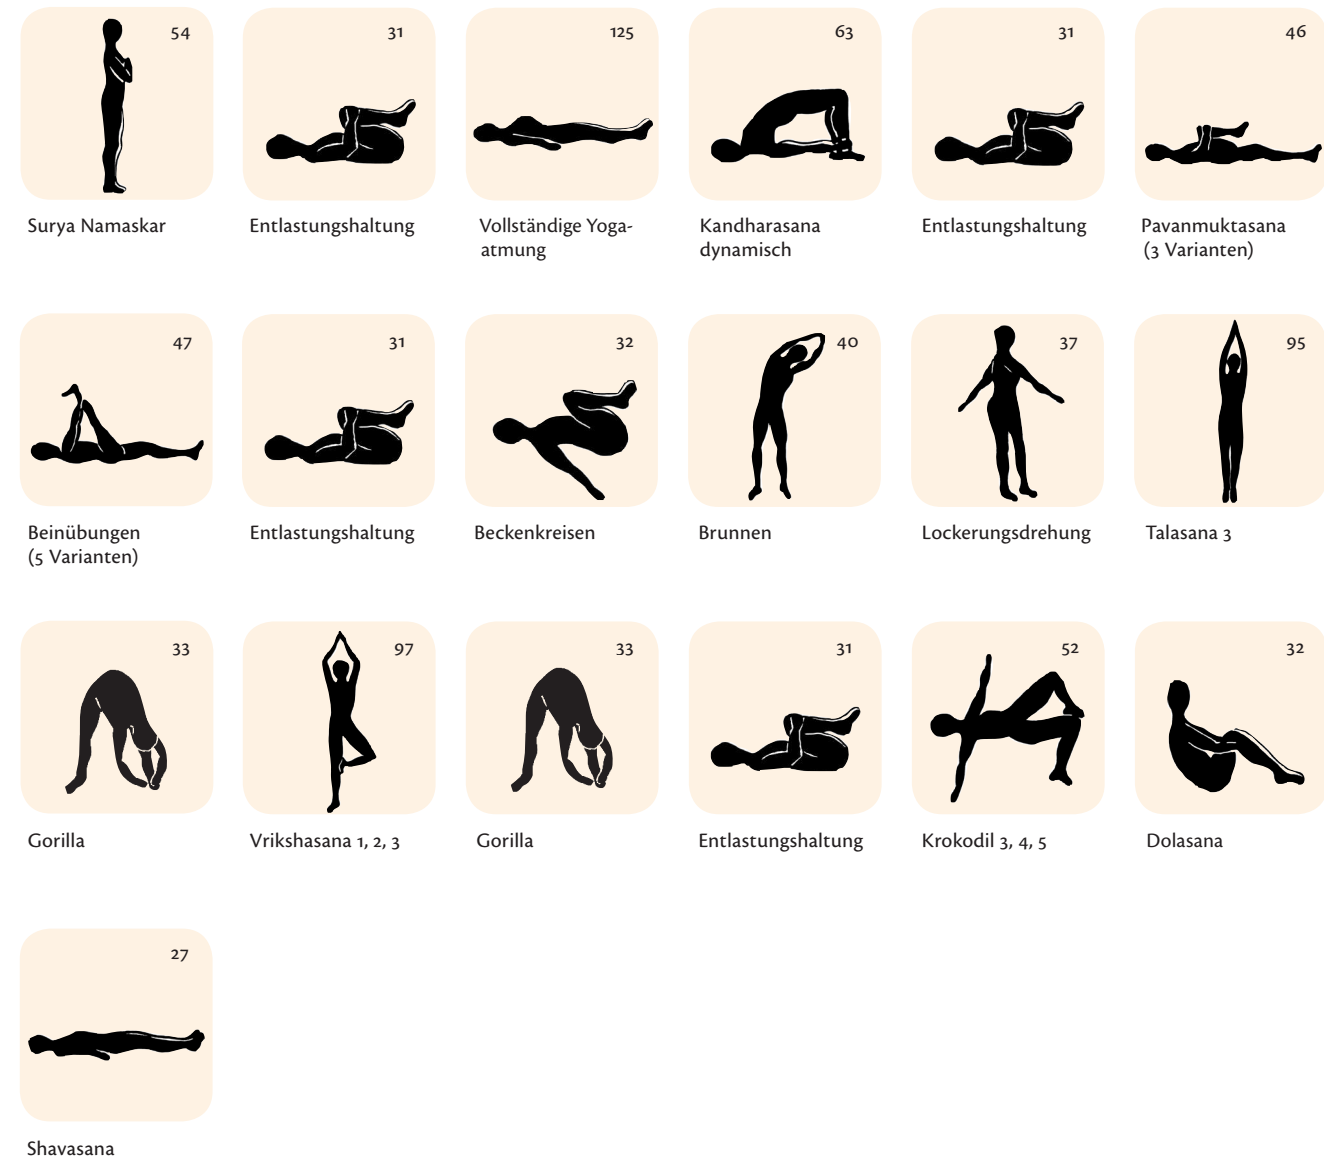 54
31
125
63
31
46
Surya Namaskar
Entlastungshaltung
Vollständige Yoga-
atmung
Kandharasana
dynamisch
Entlastungshaltung
Pavanmuktasana
(3 Varianten)
47
31
32
40
37
95
Beinübungen
(5 Varianten)
Entlastungshaltung
Beckenkreisen
Brunnen
Lockerungsdrehung
Talasana 3
33
97
33
31
52
32
Gorilla
Vrikshasana 1, 2, 3
Gorilla
Entlastungshaltung
Krokodil 3, 4, 5
Dolasana
27
Shavasana